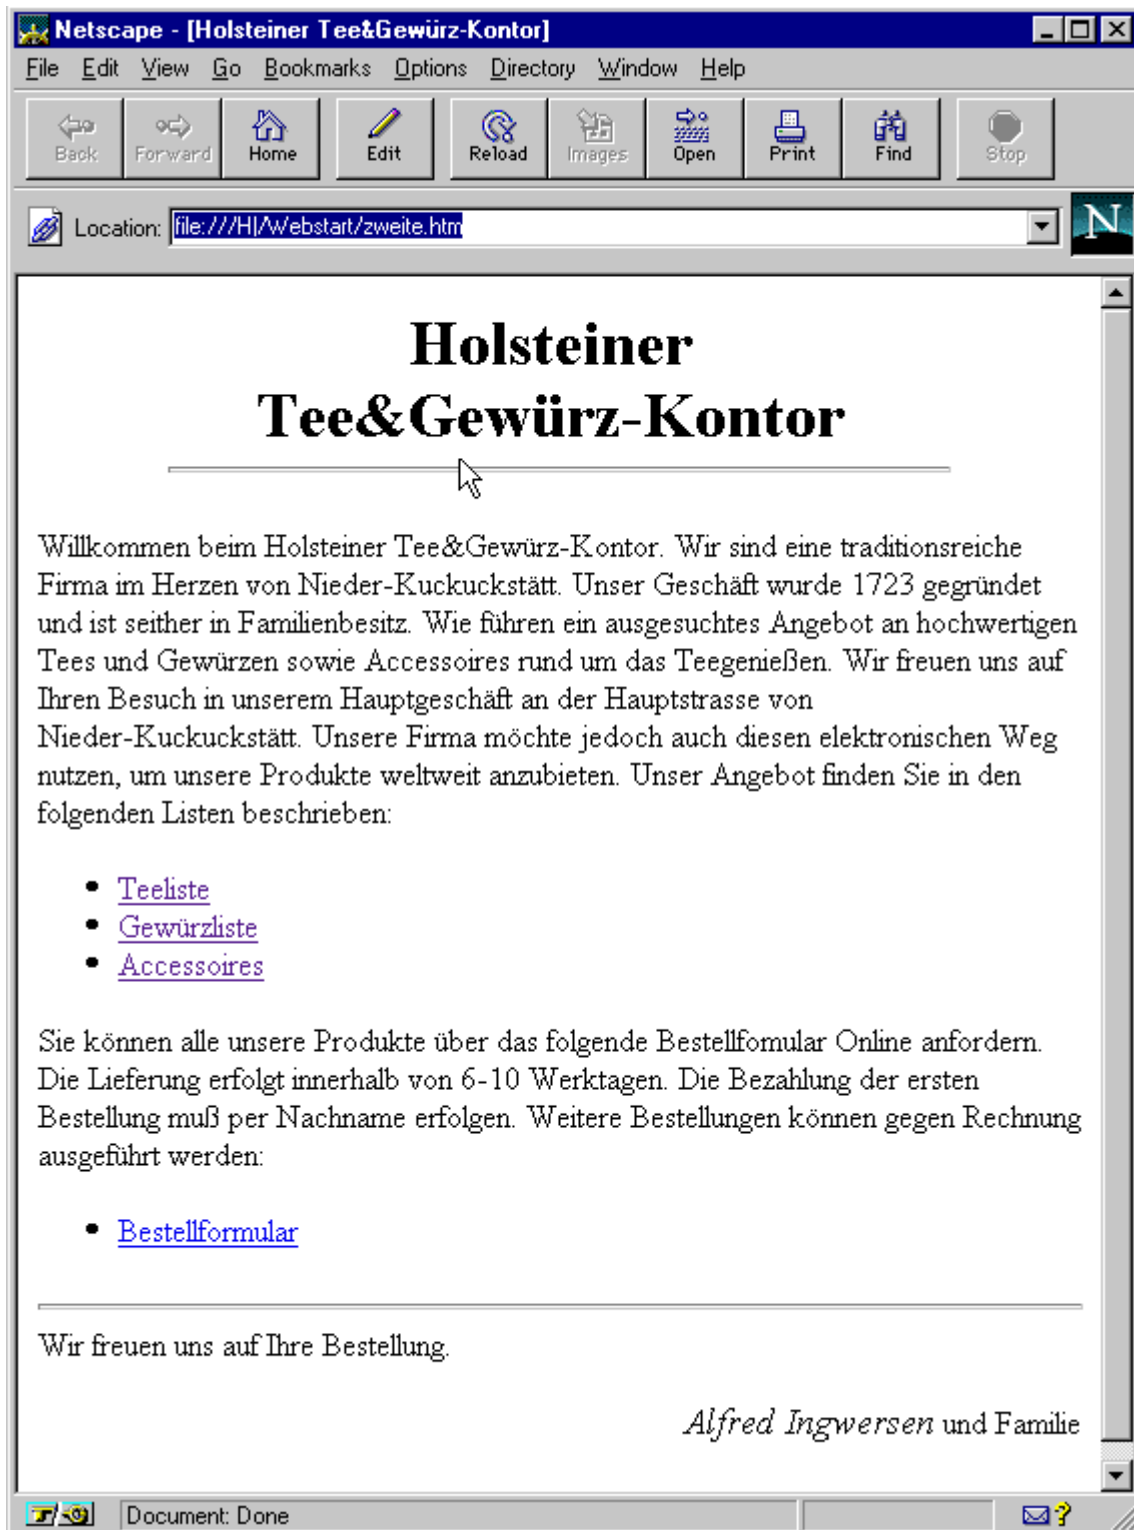 Netscape - [Holsteiner Tee&Gewürz-Kontor]
File Edit View Go Bookmarks Options Directory Window Help
Back Forward Home Edit Reload Images Open Print Find Stop
Location: file:///H|/Webstart/zweite.htm
N
Holsteiner
Tee&Gewürz-Kontor
Willkommen beim Holsteiner Tee&Gewürz-Kontor. Wir sind eine traditionsreiche
Firma im Herzen von Nieder-Kuckuckstätt. Unser Geschäft wurde 1723 gegründet
und ist seither in Familienbesitz. Wie führen ein ausgesuchtes Angebot an hochwertigen
Tees und Gewürzen sowie Accessoires rund um das Teegenießen. Wir freuen uns auf
Ihren Besuch in unserem Hauptgeschäft an der Hauptstrasse von
Nieder-Kuckuckstätt. Unsere Firma möchte jedoch auch diesen elektronischen Weg
nutzen, um unsere Produkte weltweit anzubieten. Unser Angebot finden Sie in den
folgenden Listen beschrieben:
• Teeliste
• Gewürzliste
• Accessoires
Sie können alle unsere Produkte über das folgende Bestellfomular Online anfordern.
Die Lieferung erfolgt innerhalb von 6-10 Werktagen. Die Bezahlung der ersten
Bestellung muß per Nachname erfolgen. Weitere Bestellungen können gegen Rechnung
ausgeführt werden:
• Bestellformular
Wir freuen uns auf Ihre Bestellung.
Alfred Ingwersen und Familie
Document: Done
?